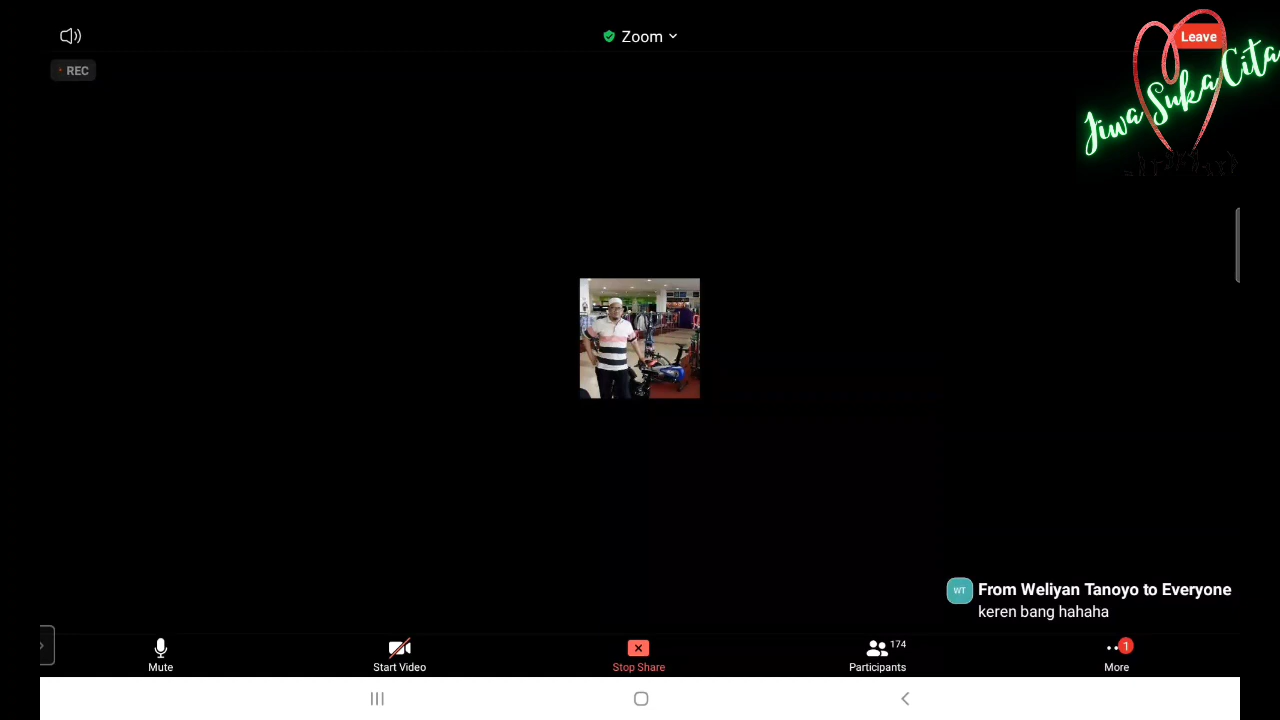 Zoom
Leave
REC
Jiwa Suka Cita
From Weliyan Tanoyo to Everyone
WT
keren bang hahaha
Mute
Start Video
Stop Share
174
Participants
1
More